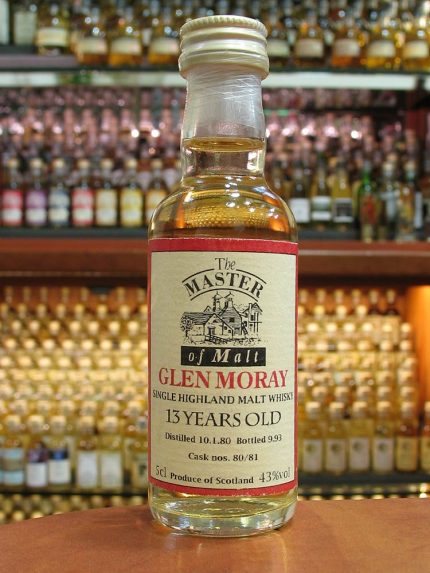 The
MASTER
of Malt
GLEN MORAY
SINGLE HIGHLAND MALT WHISKY
13 YEARS OLD
Distilled 10.1.80 Bottled 9.93
Cask nos. 80/81
5cl Produce of Scotland 43%vol